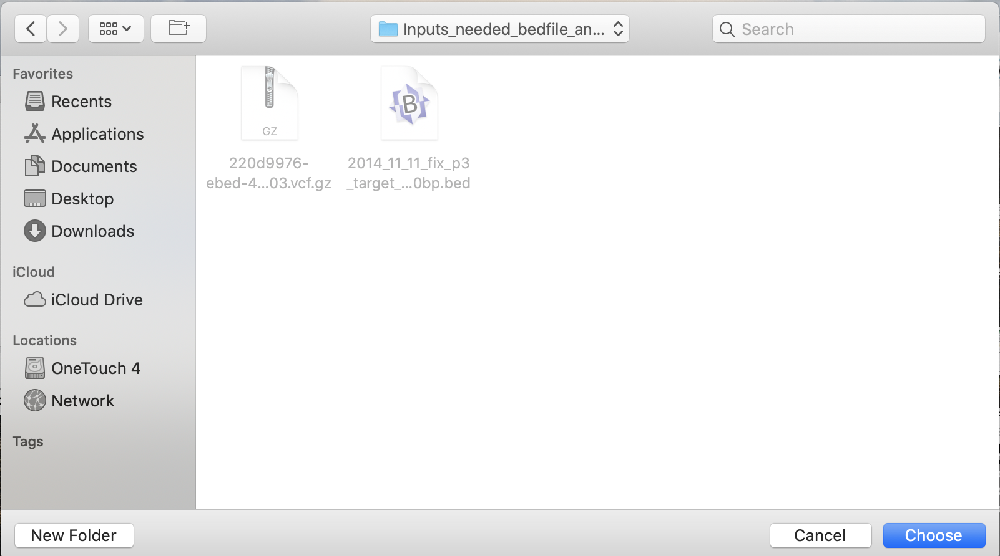 Inputs_needed_bedfile_an...
Search
Favorites
Recents
Applications
Documents
Desktop
Downloads
iCloud
iCloud Drive
Locations
OneTouch 4
Network
Tags
GZ
220d9976-
ebed-4...03.vcf.gz
B
2014_11_11_fix_p3
_target_...0bp.bed
New Folder
Cancel
Choose